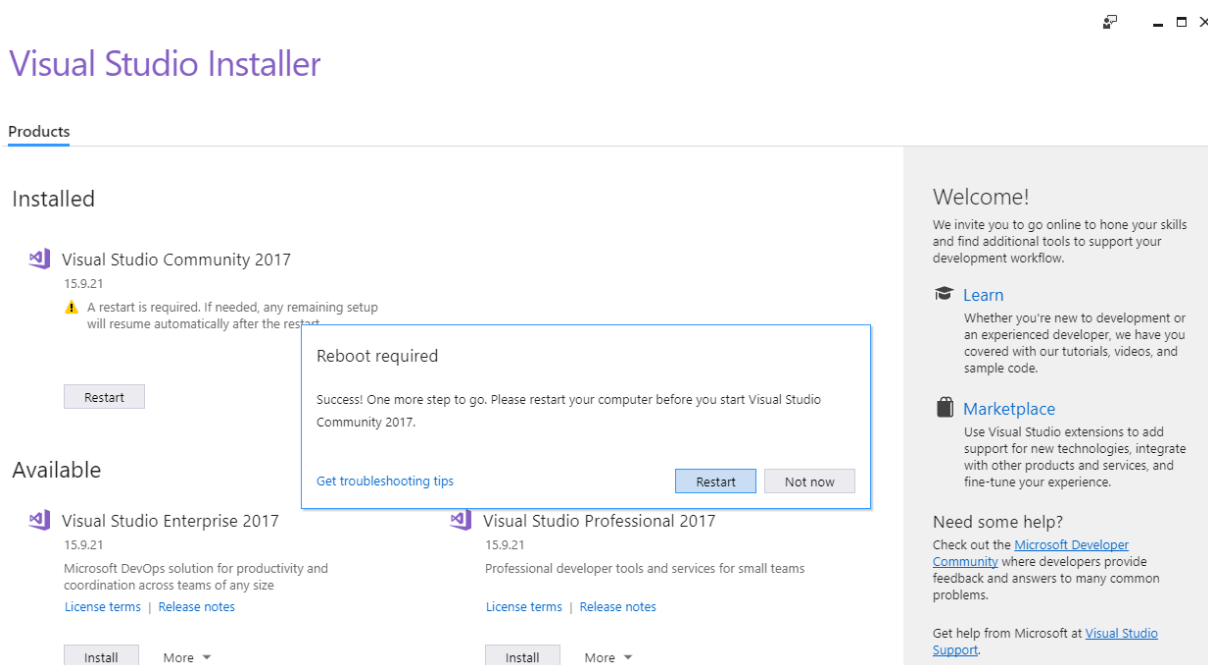 Visual Studio Installer
Products
Installed
Visual Studio Community 2017
15.9.21
A restart is required. If needed, any remaining setup
will resume automatically after the restart.
Restart
Reboot required
Success! One more step to go. Please restart your computer before you start Visual Studio
Community 2017.
Get troubleshooting tips
Restart
Not now
Available
Visual Studio Enterprise 2017
15.9.21
Microsoft DevOps solution for productivity and
coordination across teams of any size
License terms | Release notes
Install
More
Visual Studio Professional 2017
15.9.21
Professional developer tools and services for small teams
License terms | Release notes
Install
More
Welcome!
We invite you to go online to hone your skills
and find additional tools to support your
development workflow.
Learn
Whether you're new to development or
an experienced developer, we have you
covered with our tutorials, videos, and
sample code.
Marketplace
Use Visual Studio extensions to add
support for new technologies, integrate
with other products and services, and
fine-tune your experience.
Need some help?
Check out the Microsoft Developer
Community where developers provide
feedback and answers to many common
problems.
Get help from Microsoft at Visual Studio
Support.